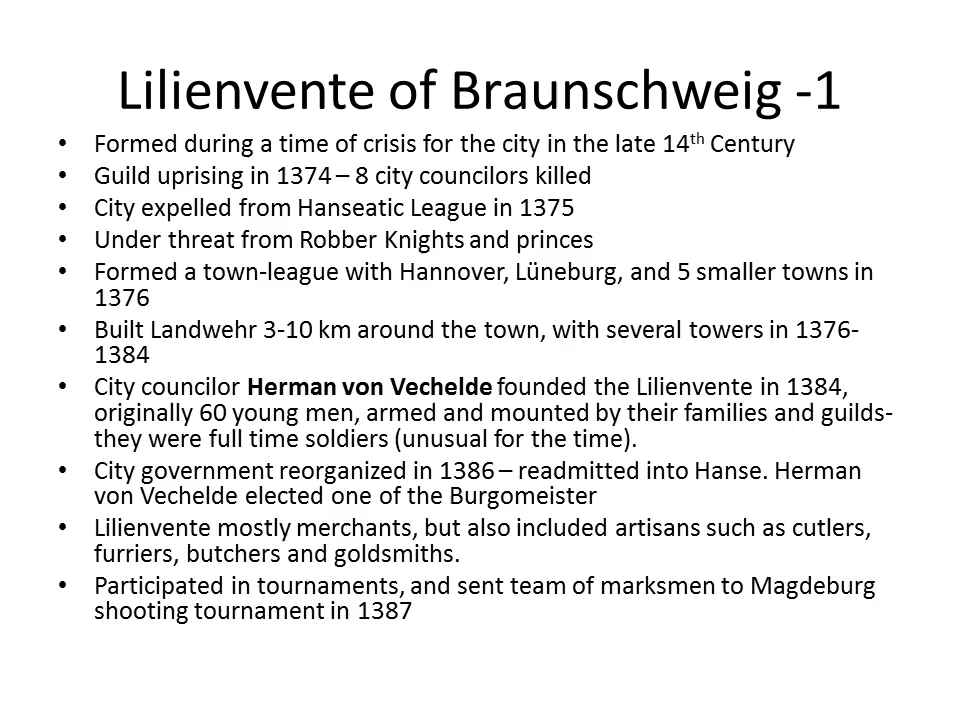 Lilienvente of Braunschweig -1
• Formed during a time of crisis for the city in the late 14th Century
• Guild uprising in 1374 – 8 city councilors killed
• City expelled from Hanseatic League in 1375
• Under threat from Robber Knights and princes
• Formed a town-league with Hannover, Lüneburg, and 5 smaller towns in
1376
• Built Landwehr 3-10 km around the town, with several towers in 1376-
1384
• City councilor Herman von Vechelde founded the Lilienvente in 1384,
originally 60 young men, armed and mounted by their families and guilds-
they were full time soldiers (unusual for the time).
• City government reorganized in 1386 – readmitted into Hanse. Herman
von Vechelde elected one of the Burgomeister
• Lilienvente mostly merchants, but also included artisans such as cutlers,
furriers, butchers and goldsmiths.
• Participated in tournaments, and sent team of marksmen to Magdeburg
shooting tournament in 1387